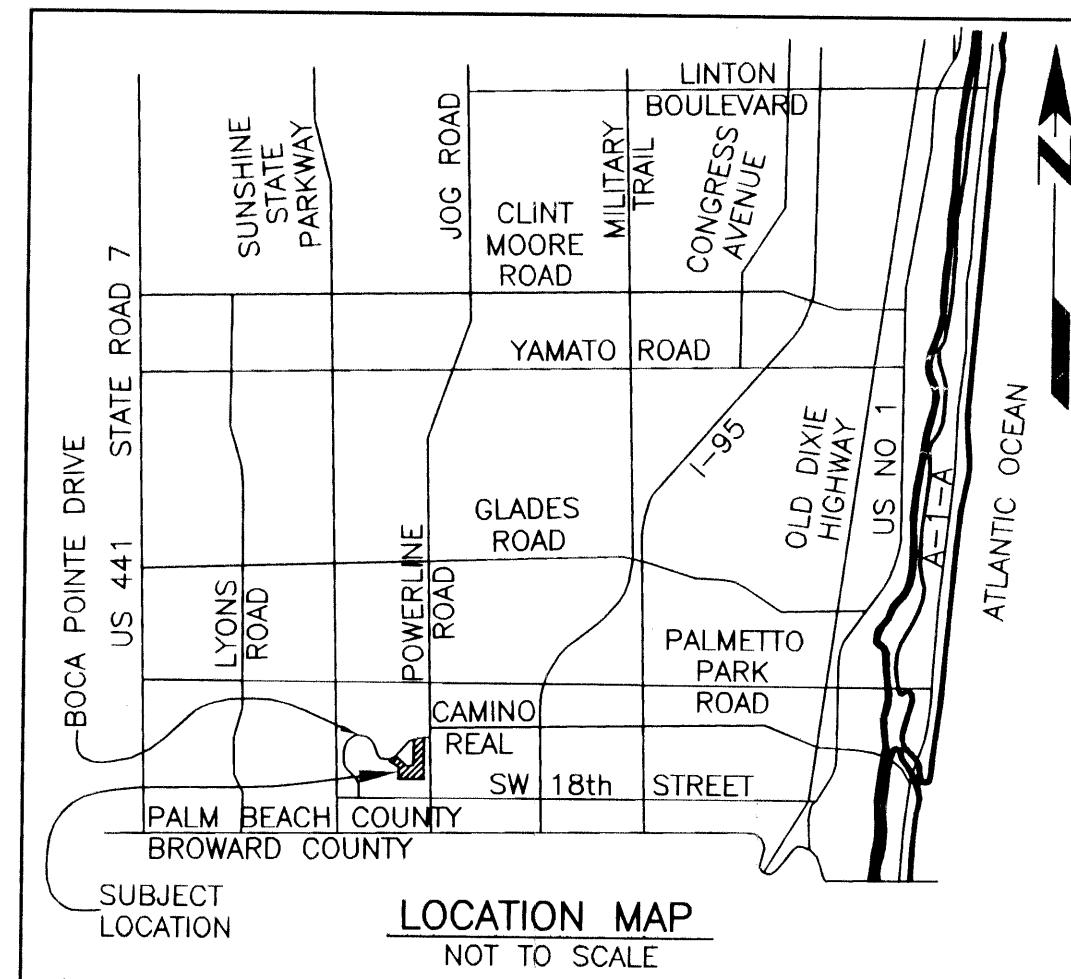 LINTON
BOULEVARD
SUNSHINE
STATE
PARKWAY
JOG ROAD
MILITARY
TRAIL
CONGRESS
AVENUE
CLINT
MOORE
ROAD
N
US 441 STATE ROAD 7
YAMATO ROAD
I-95
OLD DIXIE
HIGHWAY
US NO 1
A-1-A
ATLANTIC OCEAN
BOCA POINTE DRIVE
GLADES
ROAD
LYONS
ROAD
POWERLINE
ROAD
PALMETTO
PARK
ROAD
CAMINO
REAL
SW 18th STREET
PALM BEACH COUNTY
BROWARD COUNTY
SUBJECT
LOCATION
LOCATION MAP
NOT TO SCALE